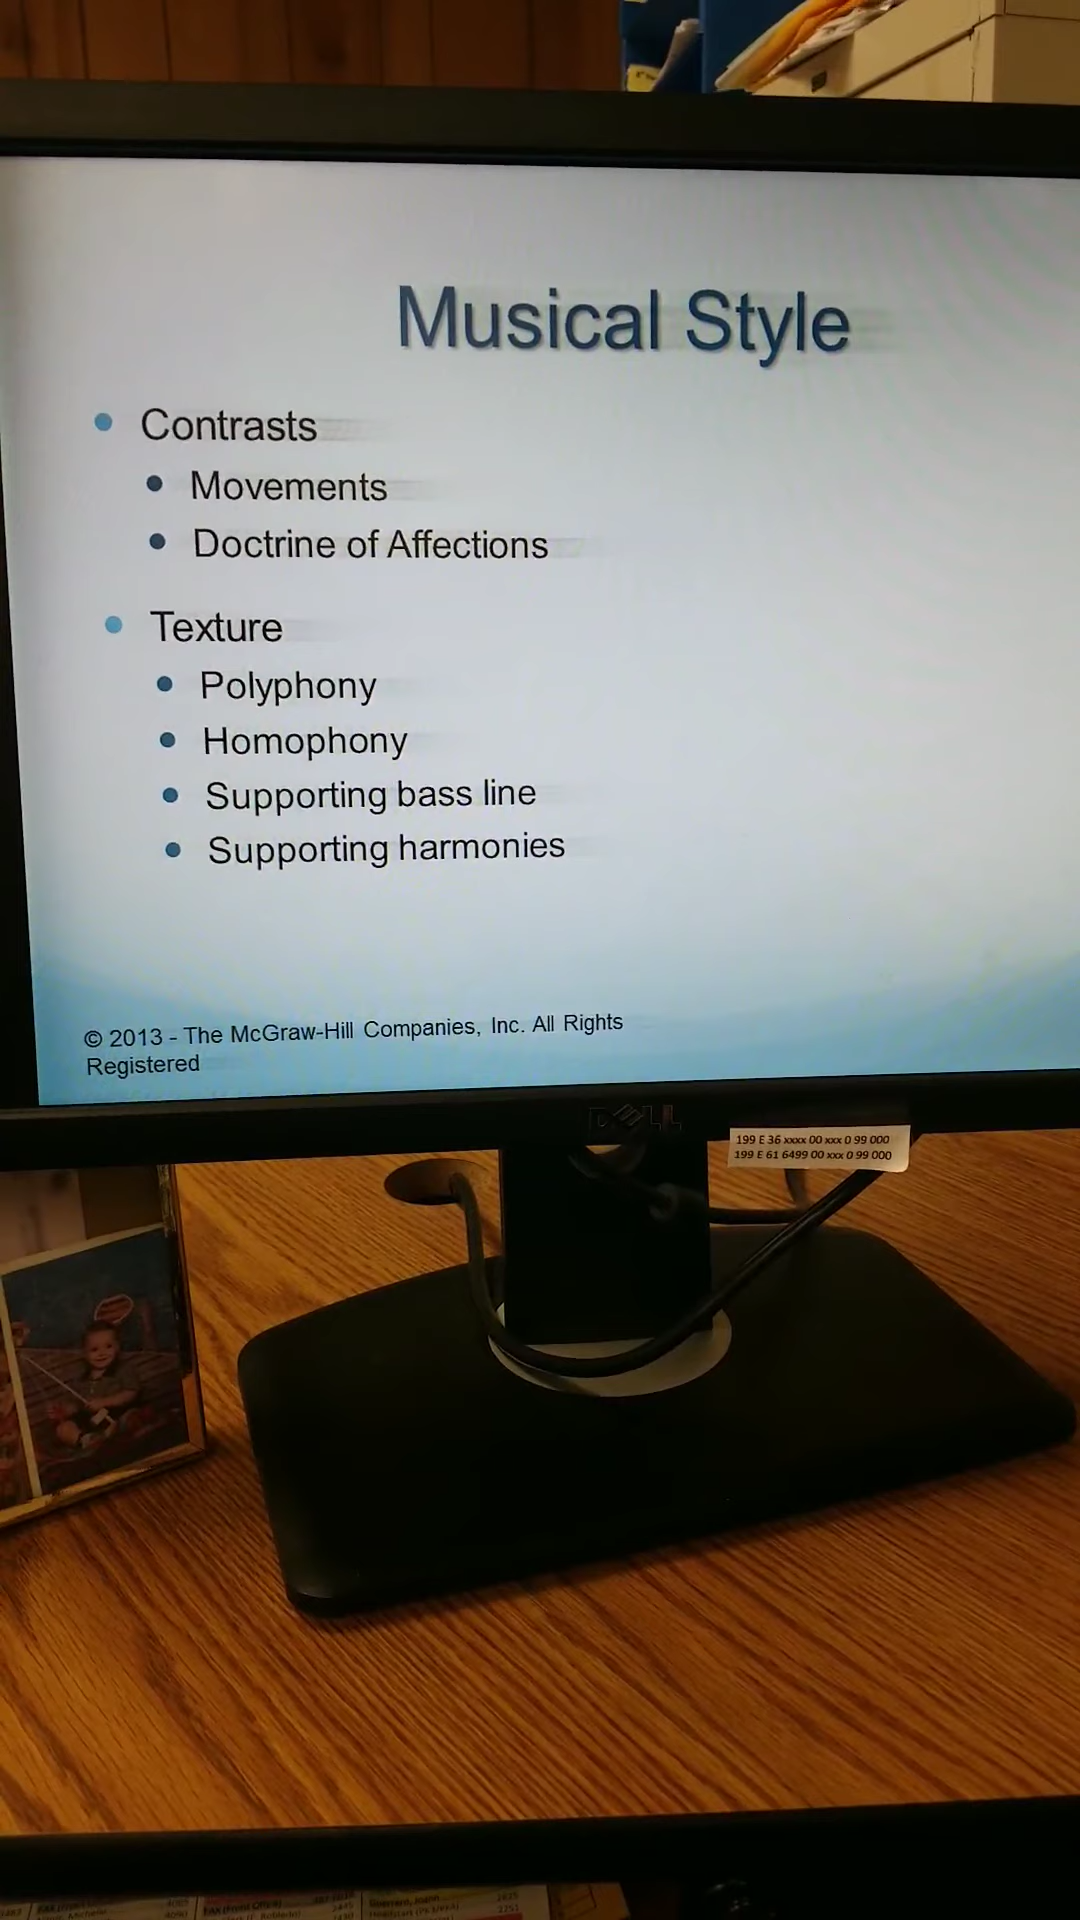 Musical Style
Contrasts
Movements
Doctrine of Affections
Texture
Polyphony
Homophony
Supporting bass line
Supporting harmonies
© 2013 - The McGraw-Hill Companies, Inc. All Rights
Registered
DELL
199 E 36 xxxx 00 xxx 0 99 000
199 E 61 6499 00 xxx 0 99 000